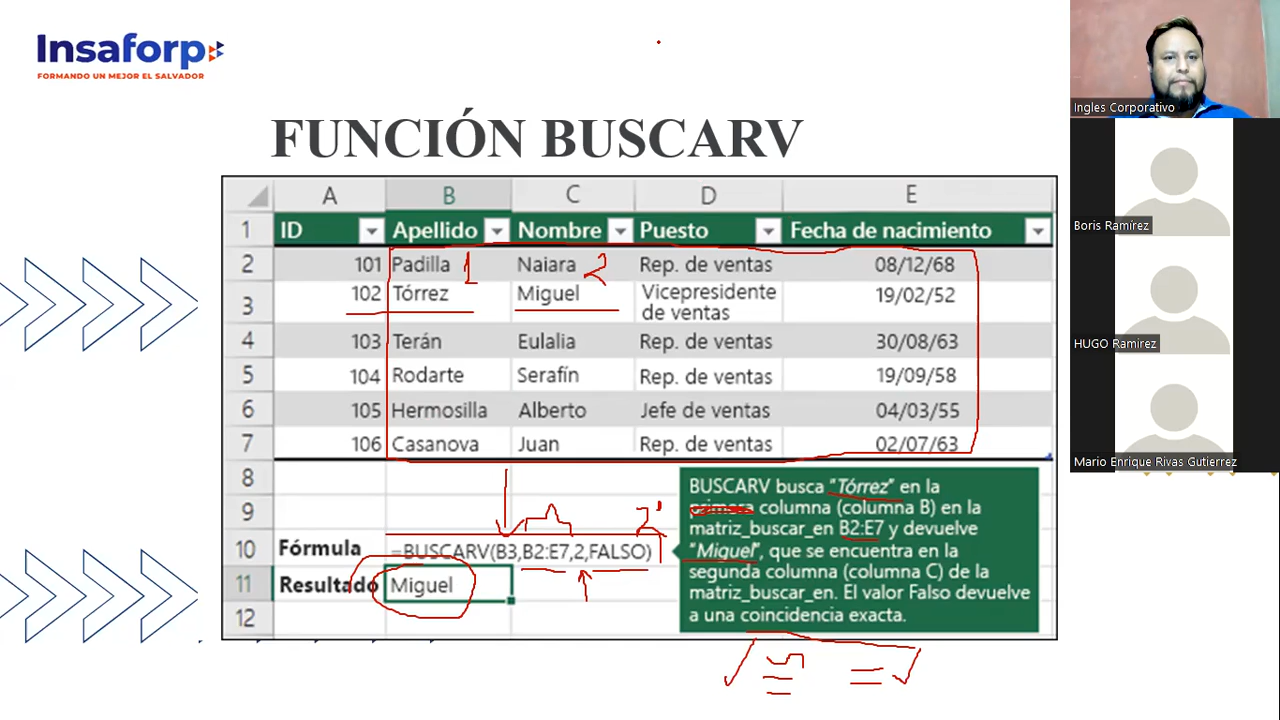 Insaforp
FORMANDO UN MEJOR EL SALVADOR
FUNCIÓN BUSCARV
A B C D E
1 ID Apellido Nombre Puesto Fecha de nacimiento
2 101 Padilla 1 Naiara 2 Rep. de ventas 08/12/68
3 102 Tórrez Miguel Vicepresidente
de ventas 19/02/52
4 103 Terán Eulalia Rep. de ventas 30/08/63
5 104 Rodarte Serafín Rep. de ventas 19/09/58
6 105 Hermosilla Alberto Jefe de ventas 04/03/55
7 106 Casanova Juan Rep. de ventas 02/07/63
8
9
10 Fórmula =BUSCARV(B3,B2:E7,2,FALSO)
11 Resultado Miguel
12
BUSCARV busca "Tórrez" en la
primera columna (columna B) en la
matriz_buscar_en B2:E7 y devuelve
"Miguel", que se encuentra en la
segunda columna (columna C) de la
matriz_buscar_en. El valor Falso devuelve
a una coincidencia exacta.
Ingles Corporativo
Boris Ramírez
HUGO Ramirez
Mario Enrique Rivas Gutierrez